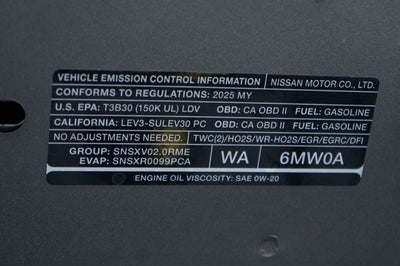 VEHICLE EMISSION CONTROL INFORMATION NISSAN MOTOR CO., LTD.
CONFORMS TO REGULATIONS: 2025 MY
U.S. EPA: T3B30 (150K UL) LDV OBD: CA OBD II FUEL: GASOLINE
CALIFORNIA: LEV3-SULEV30 PC OBD: CA OBD II FUEL: GASOLINE
NO ADJUSTMENTS NEEDED. TWC(2)/HO2S/WR-HO2S/EGR/EGRC/DFI
GROUP: SNSXV02.0RME
EVAP: SNSXR0099PCA
WA 6MW0A
ENGINE OIL VISCOSITY: SAE 0W-20